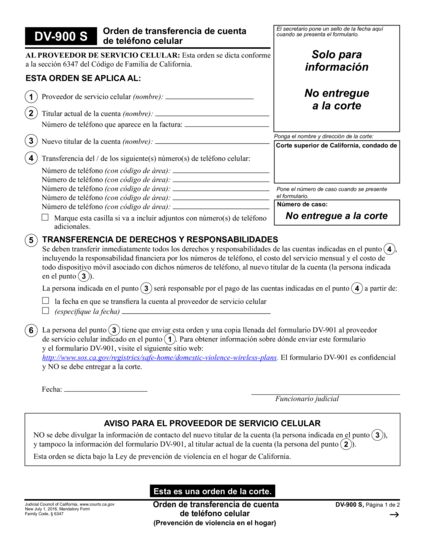 DV-900 S
Orden de transferencia de cuenta
de teléfono celular
El secretario pone un sello de la fecha aquí
cuando se presenta el formulario.
Solo para
información
No entregue
a la corte
AL PROVEEDOR DE SERVICIO CELULAR: Esta orden se dicta conforme
a la sección 6347 del Código de Familia de California.
ESTA ORDEN SE APLICA AL:
1 Proveedor de servicio celular (nombre):
2 Titular actual de la cuenta (nombre):
Número de teléfono que aparece en la factura:
3 Nuevo titular de la cuenta (nombre):
Ponga el nombre y dirección de la corte:
Corte superior de California, condado de
4 Transferencia del / de los siguiente(s) número(s) de teléfono celular:
Número de teléfono (con código de área):
Número de teléfono (con código de área):
Número de teléfono (con código de área):
Número de teléfono (con código de área):
Número de teléfono (con código de área):
Pone el número de caso cuando se presente
el formulario.
Número de caso:
No entregue a la corte
Marque esta casilla si va a incluir adjuntos con número(s) de teléfono
adicionales.
5 TRANSFERENCIA DE DERECHOS Y RESPONSABILIDADES
Se deben transferir inmediatamente todos los derechos y responsabilidades de las cuentas indicadas en el punto 4,
incluyendo la responsabilidad financiera por los números de teléfono, el costo del servicio mensual y el costo de
todo dispositivo móvil asociado con dichos números de teléfono, al nuevo titular de la cuenta (la persona indicada
en el punto 3).
La persona indicada en el punto 3 será responsable por el pago de las cuentas indicadas en el punto 4 a partir de:
la fecha en que se transfiera la cuenta al proveedor de servicio celular
(especifique la fecha)
6 La persona del punto 3 tiene que enviar esta orden y una copia llenada del formulario DV-901 al proveedor
de servicio celular indicado en el punto 1. Para obtener información sobre dónde enviar este formulario
y el formulario DV-901, visite el siguiente sitio web:
http://www.sos.ca.gov/registries/safe-home/domestic-violence-wireless-plans. El formulario DV-901 es confidencial
y NO se debe entregar a la corte.
Fecha:
Funcionario judicial
AVISO PARA EL PROVEEDOR DE SERVICIO CELULAR
NO se debe divulgar la información de contacto del nuevo titular de la cuenta (la persona indicada en el punto 3),
y tampoco la información del formulario DV-901, al titular actual de la cuenta (la persona del punto 2).
Esta orden se dicta bajo la Ley de prevención de violencia en el hogar de California.
Esta es una orden de la corte.
Judicial Council of California, www.courts.ca.gov
New July 1, 2016, Mandatory Form
Family Code, § 6347
Orden de transferencia de cuenta
de teléfono celular
(Prevención de violencia en el hogar)
DV-900 S, Página 1 de 2